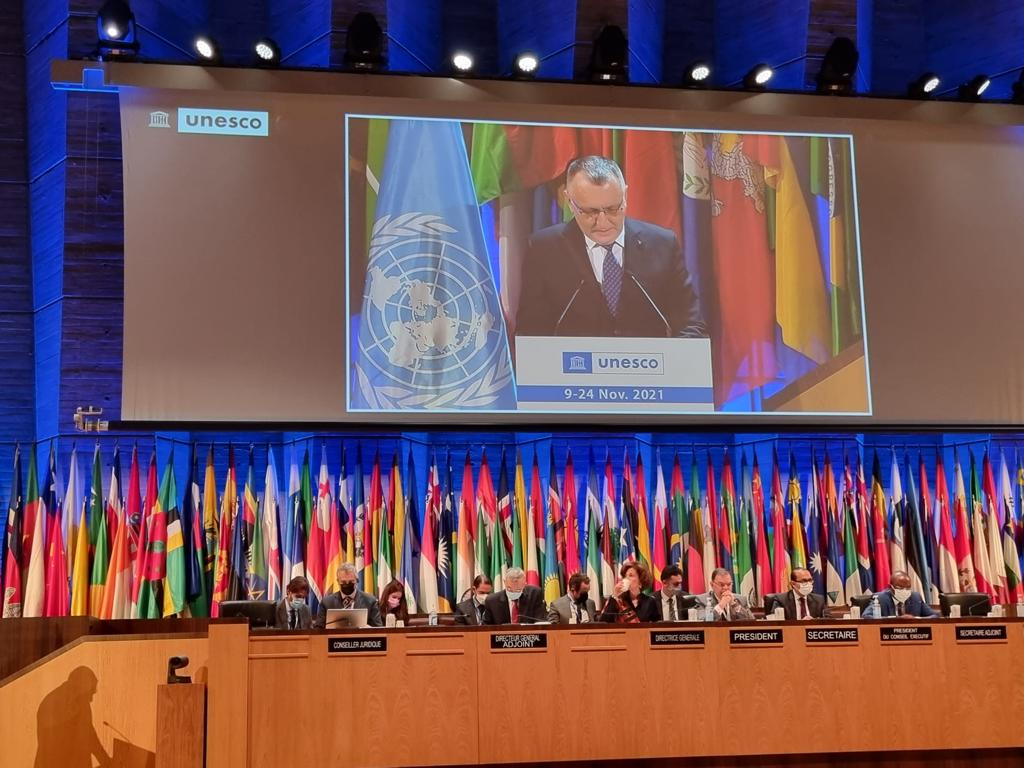 unesco
unesco
9-24 Nov. 2021
CONSEILLER JURIDIQUE
DIRECTEUR GENERAL
ADJOINT
DIRECTRICE GENERALE
PRESIDENT
SECRETAIRE
PRESIDENT
DU CONSEIL EXECUTIF
SECRETAIRE ADJOINT